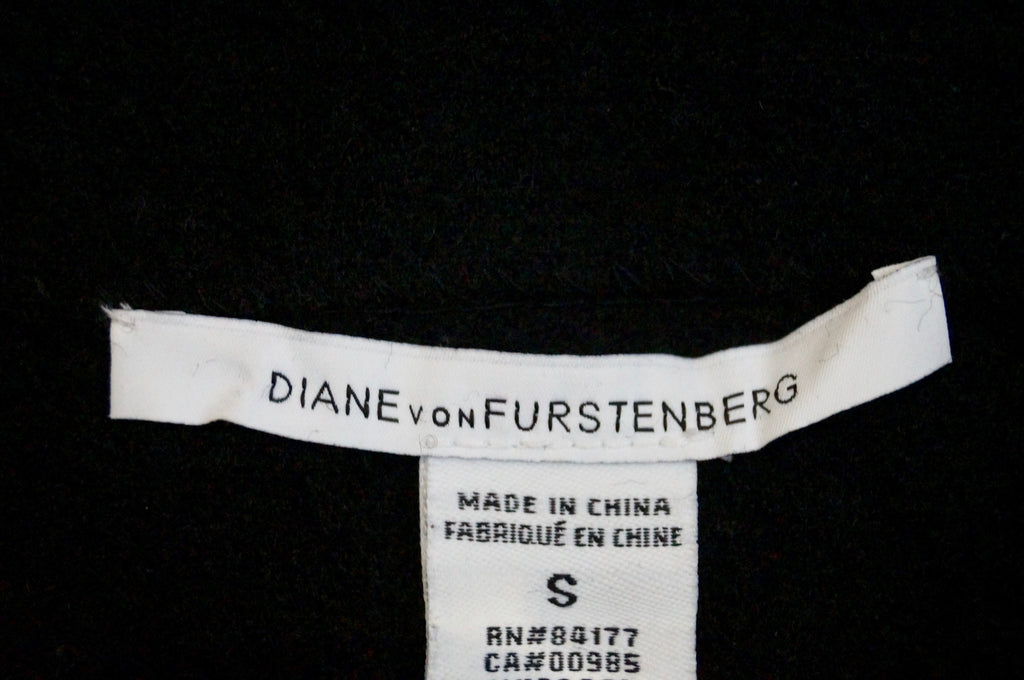 DIANE VON FURSTENBERG
MADE IN CHINA
FABRIQUÉ EN CHINE
S
RN#84177
CA#00985